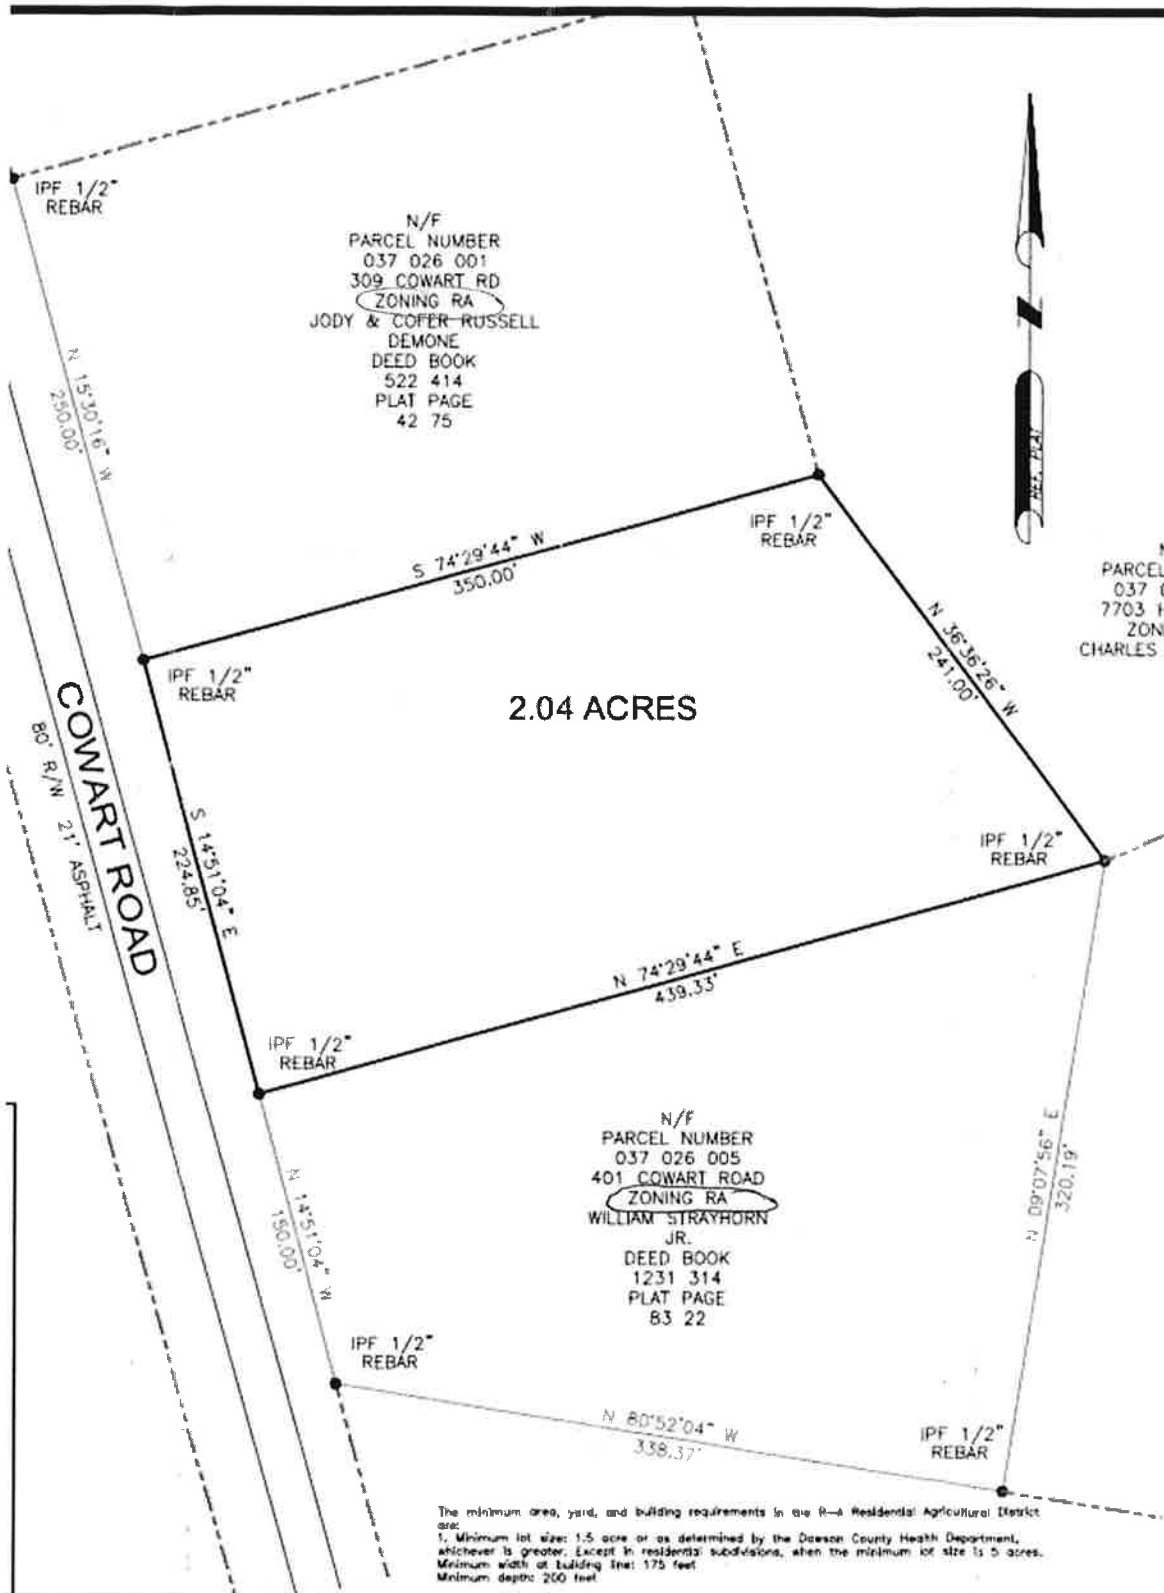 IPF 1/2"
REBAR
N/F
PARCEL NUMBER
037 026 001
309 COWART RD
ZONING RA
JODY & COFER RUSSELL
DEMONE
DEED BOOK
522 414
PLAT PAGE
42 75
N 15°30'16" W
250.00'
REF. PLAT
IPF 1/2"
REBAR
S 74°29'44" W
350.00'
PARCEL
037
7703
CHARLES
N 36°36'26" W
241.00'
IPF 1/2"
REBAR
2.04 ACRES
COWART ROAD
80' R/W 21' ASPHALT
S 14°51'04" E
224.85'
IPF 1/2"
REBAR
N 74°29'44" E
439.33'
IPF 1/2"
REBAR
N/F
PARCEL NUMBER
037 026 005
401 COWART ROAD
ZONING RA
WILLIAM STRAYHORN
JR.
DEED BOOK
1231 314
PLAT PAGE
83 22
N 09°07'56" E
320.19'
N 14°51'04" W
150.00'
IPF 1/2"
REBAR
N 80°52'04" W
338.37'
IPF 1/2"
REBAR
The minimum area, yard, and building requirements in the R-A Residential Agricultural District
are:
1. Minimum lot size: 1.5 acre or as determined by the Dawson County Health Department,
whichever is greater. Except in residential subdivisions, when the minimum lot size is 5 acres.
Minimum width at building line: 175 feet
Minimum depth: 200 feet